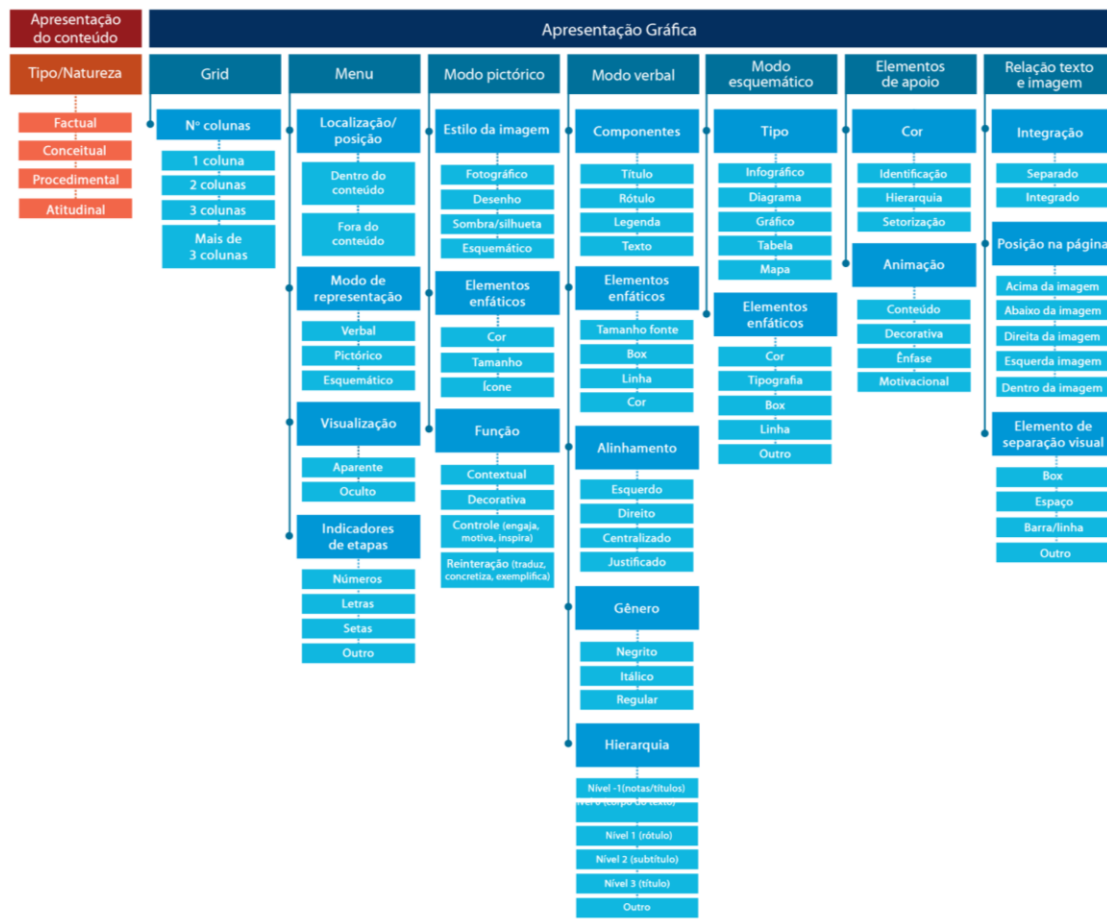 Apresentação
do conteúdo
Apresentação Gráfica
Tipo/Natureza
Factual
Conceitual
Procedimental
Atitudinal
Grid
Nº colunas
1 coluna
2 colunas
3 colunas
Mais de
3 colunas
Menu
Localização/
posição
Dentro do
conteúdo
Fora do
conteúdo
Modo de
representação
Verbal
Pictórico
Esquemático
Visualização
Aparente
Oculto
Indicadores
de etapas
Números
Letras
Setas
Outro
Modo pictórico
Estilo da imagem
Fotográfico
Desenho
Sombra/silhueta
Esquemático
Elementos
enfáticos
Cor
Tamanho
Ícone
Função
Contextual
Decorativa
Controle (engaja,
motiva, inspira)
Reinteração (traduz,
concretiza, exemplifica)
Modo verbal
Componentes
Título
Rótulo
Legenda
Texto
Elementos
enfáticos
Tamanho fonte
Box
Linha
Cor
Alinhamento
Esquerdo
Direito
Centralizado
Justificado
Gênero
Negrito
Itálico
Regular
Hierarquia
Nível -1(notas/títulos)
(corpo do texto)
Nível 1 (rótulo)
Nível 2 (subtítulo)
Nível 3 (título)
Outro
Modo
esquemático
Tipo
Infográfico
Diagrama
Gráfico
Tabela
Mapa
Elementos
enfáticos
Cor
Tipografia
Box
Linha
Outro
Elementos
de apoio
Cor
Identificação
Hierarquia
Setorização
Animação
Conteúdo
Decorativa
Ênfase
Motivacional
Relação texto
e imagem
Integração
Separado
Integrado
Posição na página
Acima da imagem
Abaixo da imagem
Direita da imagem
Esquerda imagem
Dentro da imagem
Elemento de
separação visual
Box
Espaço
Barra/linha
Outro